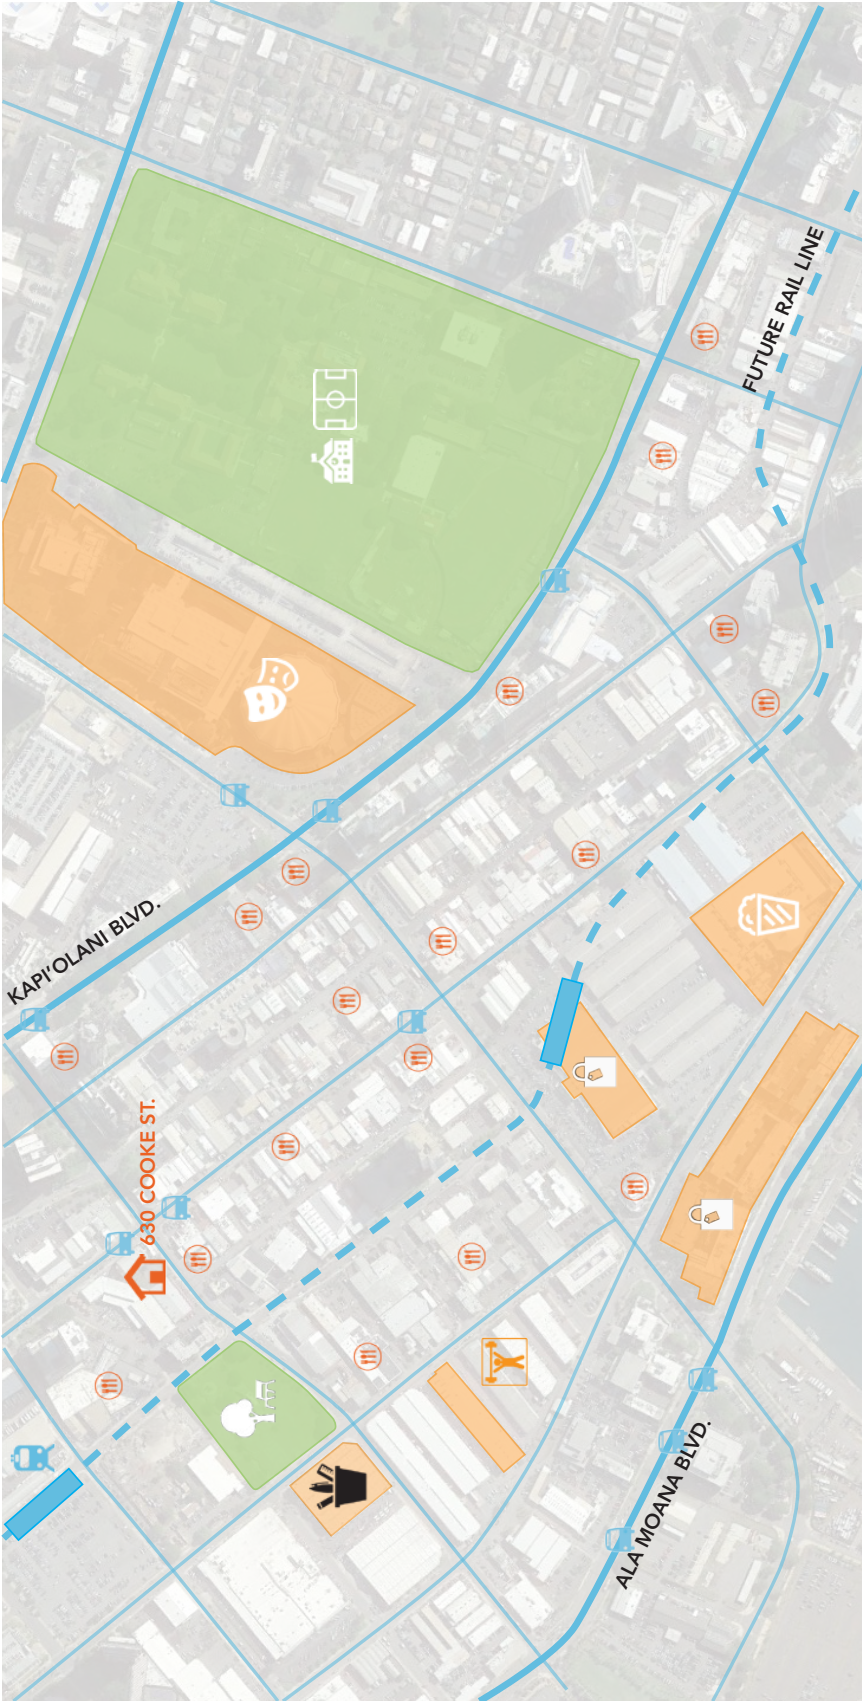 FUTURE RAIL LINE
KAPI'OLANI BLVD.
630 COOKE ST.
ALA MOANA BLVD.